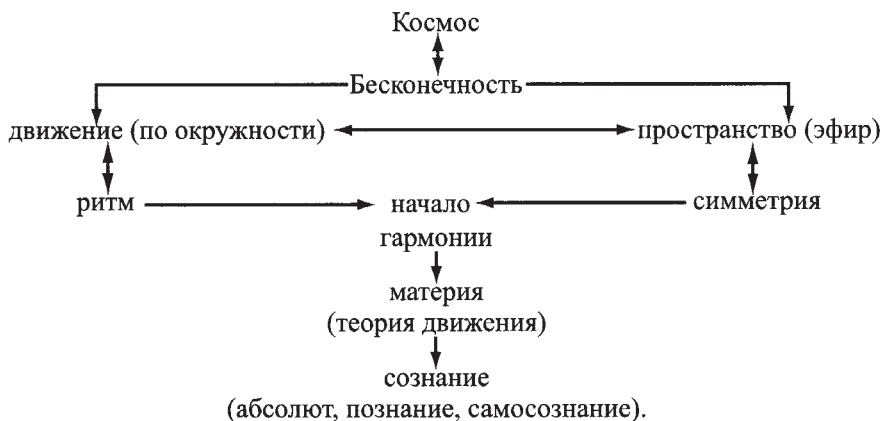 Космос
Бесконечность
движение (по окружности) пространство (эфир)
ритм начало симметрия
гармонии
материя
(теория движения)
сознание
(абсолют, познание, самосознание).